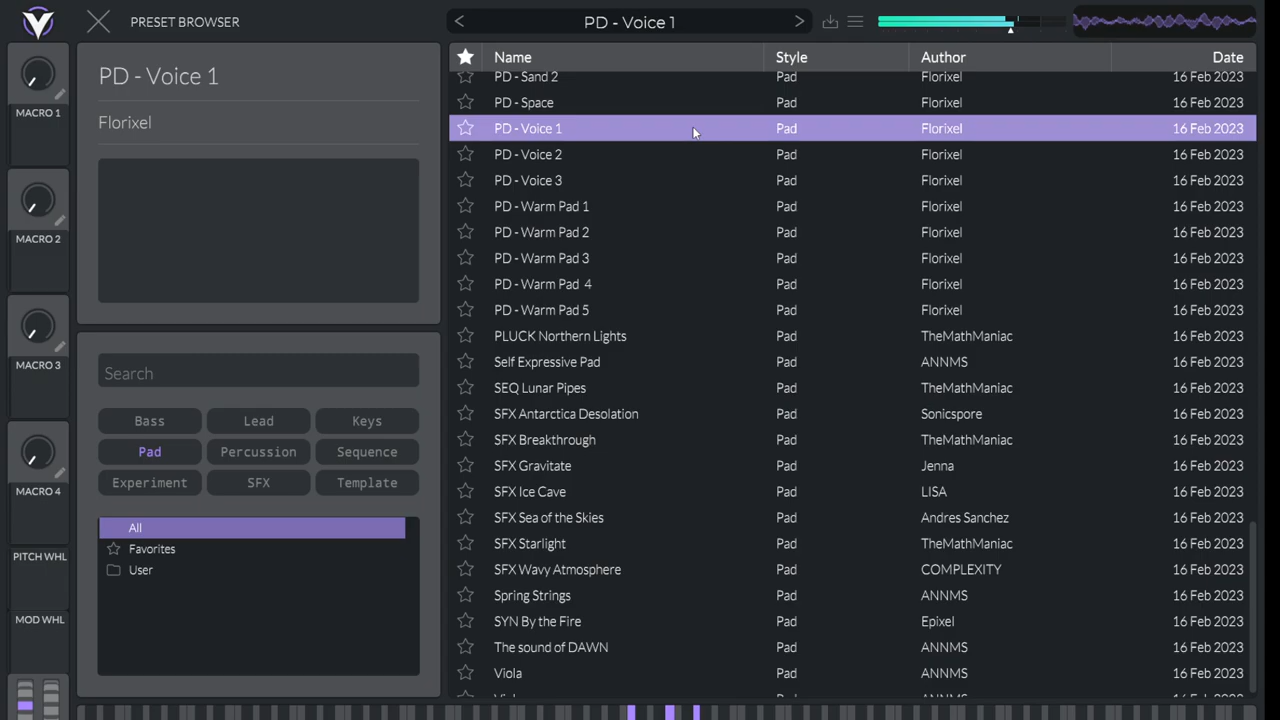 PRESET BROWSER
PD - Voice 1
MACRO 1
MACRO 2
MACRO 3
MACRO 4
PITCH WHL
MOD WHL
PD - Voice 1
Florixel
Search
Bass Lead Keys
Pad Percussion Sequence
Experiment SFX Template
All
Favorites
User
Name Style Author Date
PD - Sand 2 Pad Florixel 16 Feb 2023
PD - Space Pad Florixel 16 Feb 2023
PD - Voice 1 Pad Florixel 16 Feb 2023
PD - Voice 2 Pad Florixel 16 Feb 2023
PD - Voice 3 Pad Florixel 16 Feb 2023
PD - Warm Pad 1 Pad Florixel 16 Feb 2023
PD - Warm Pad 2 Pad Florixel 16 Feb 2023
PD - Warm Pad 3 Pad Florixel 16 Feb 2023
PD - Warm Pad  4 Pad Florixel 16 Feb 2023
PD - Warm Pad 5 Pad Florixel 16 Feb 2023
PLUCK Northern Lights Pad TheMathManiac 16 Feb 2023
Self Expressive Pad Pad ANNMS 16 Feb 2023
SEQ Lunar Pipes Pad TheMathManiac 16 Feb 2023
SFX Antarctica Desolation Pad Sonicspore 16 Feb 2023
SFX Breakthrough Pad TheMathManiac 16 Feb 2023
SFX Gravitate Pad Jenna 16 Feb 2023
SFX Ice Cave Pad LISA 16 Feb 2023
SFX Sea of the Skies Pad Andres Sanchez 16 Feb 2023
SFX Starlight Pad TheMathManiac 16 Feb 2023
SFX Wavy Atmosphere Pad COMPLEXITY 16 Feb 2023
Spring Strings Pad ANNMS 16 Feb 2023
SYN By the Fire Pad Epixel 16 Feb 2023
The sound of DAWN Pad ANNMS 16 Feb 2023
Viola Pad ANNMS 16 Feb 2023